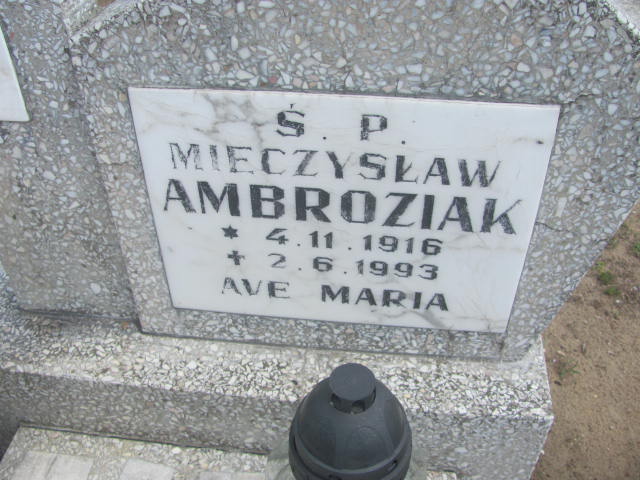 Ś. P.
MIECZYSŁAW
AMBROZIAK
* 4.11.1916
✝ 2.6.1993
AVE MARIA